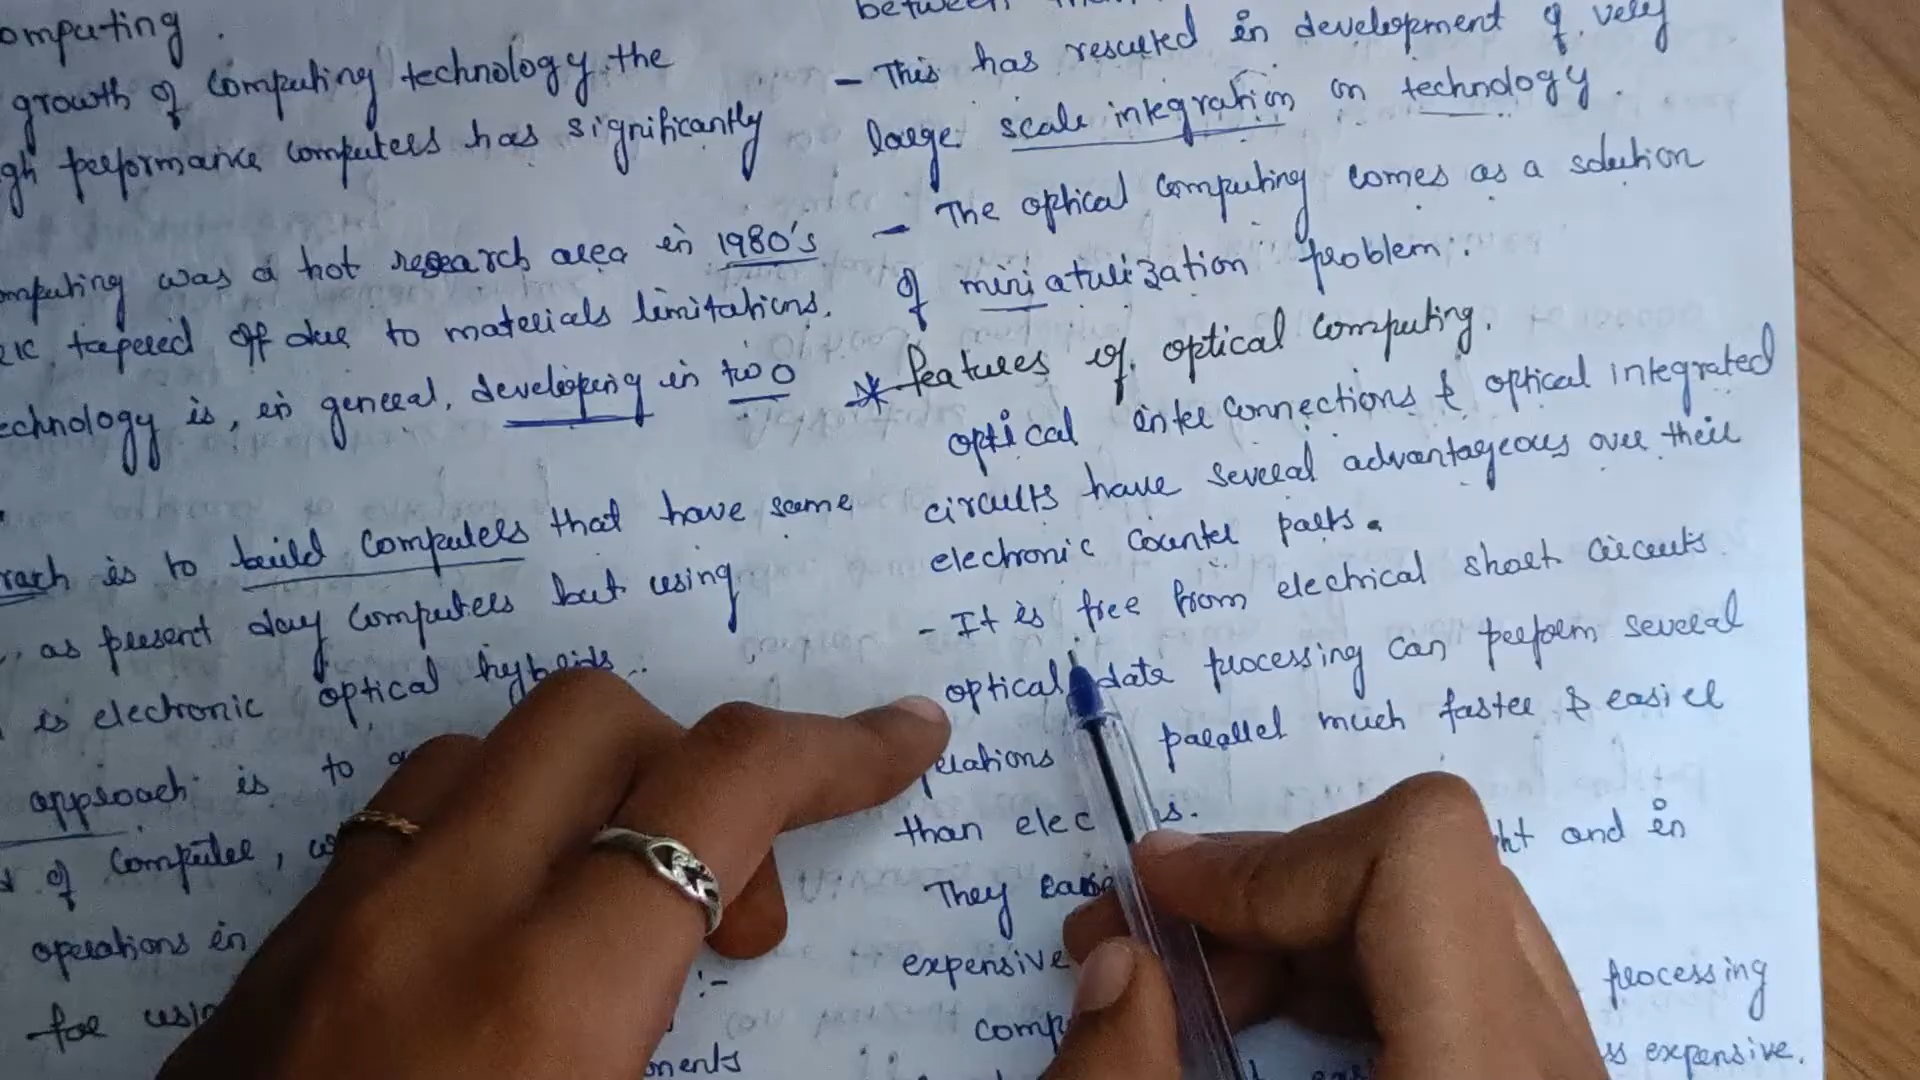 omputing.
growth of computing technology the
gh performance computers has significantly
omputing was a hot research area in 1980's
tapered off due to materials limitations.
echnology is, in general, developing in two
rach is to build computers that have same
as present day computers but using
is electronic optical hybrids.
approach is to
of computer,
operations in
for usi
:-
nents
between
- This has resulted in development of very
large scale integration on technology.
- The optical computing comes as a solution
of miniaturization problem.
* features of optical computing.
optical inter connections & optical integrated
circuits have several advantageous over their
electronic counter parts.
- It is free from electrical short circuits
optical date processing can perform several
perations parallel much faster & easier
than elec s.
They ht and in
expensive processing
comp ss expensive.